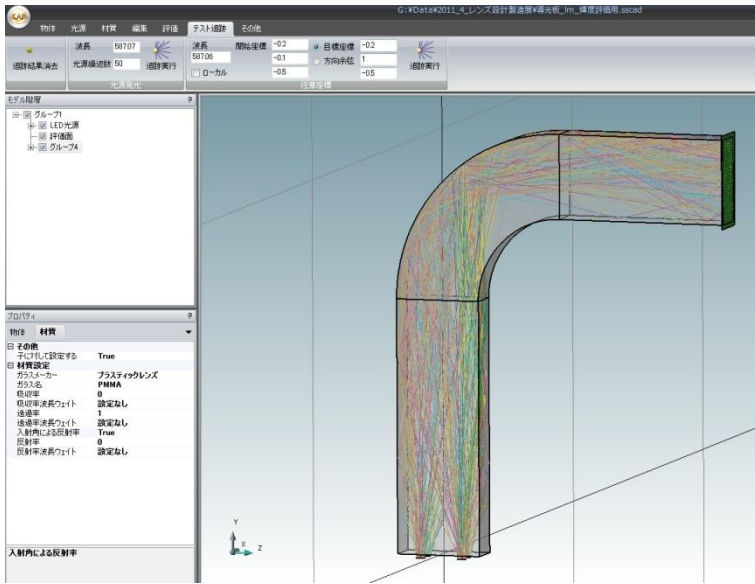 G:¥Data¥2011_4_レンズ設計製造展¥導光板_lm_輝度評価用.sscad
CAD
物体 光源 材質 編集 評価 テスト追跡 その他
波長 58707
光源繰返数 50
追跡結果消去 追跡実行
光源発光
波長 開始座標 -0.2 目標座標 -0.2
58706 -0.1 方向余弦 1
ローカル -0.5 -0.5
追跡実行
任意座標
モデル階層
グループ1
LED光源
評価面
グループ4
プロパティ
物体 材質
その他
子に対して設定する True
材質設定
ガラスメーカー プラスティックレンズ
ガラス名 PMMA
吸収率 0
吸収率波長ウェイト 設定なし
透過率 1
透過率波長ウェイト 設定なし
入射角による反射率 True
反射率 0
反射率波長ウェイト 設定なし
入射角による反射率
Y
X
Z